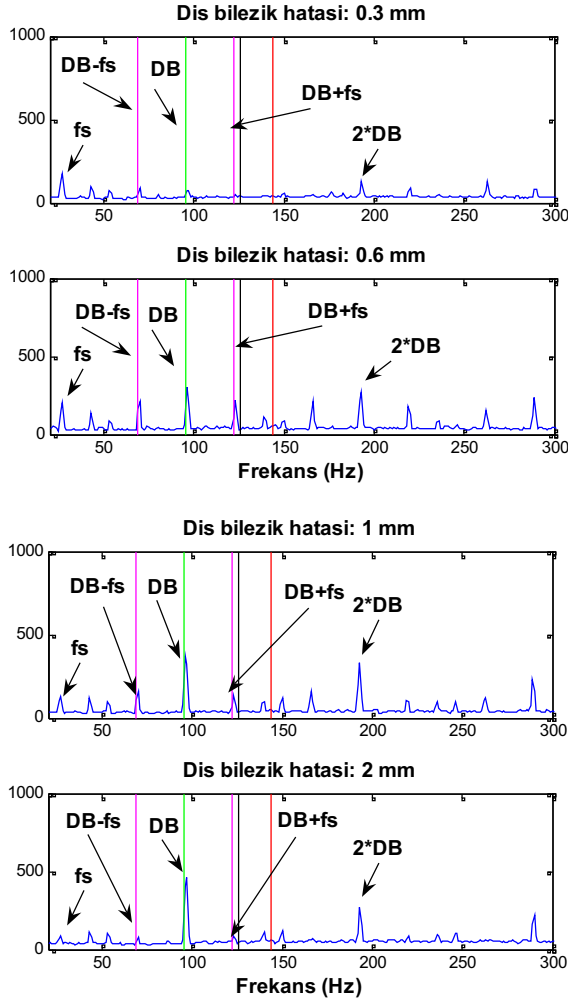 Dis bilezik hatasi: 0.3 mm
1000
DB-fs
DB
DB+fs
500
fs
2*DB
0
50 100 150 200 250 300
Dis bilezik hatasi: 0.6 mm
1000
DB-fs
DB
DB+fs
fs
2*DB
500
0
50 100 150 200 250 300
Frekans (Hz)
Dis bilezik hatasi: 1 mm
1000
DB-fs
DB
DB+fs
2*DB
fs
500
0
50 100 150 200 250 300
Dis bilezik hatasi: 2 mm
1000
DB-fs
DB
DB+fs
2*DB
fs
500
0
50 100 150 200 250 300
Frekans (Hz)